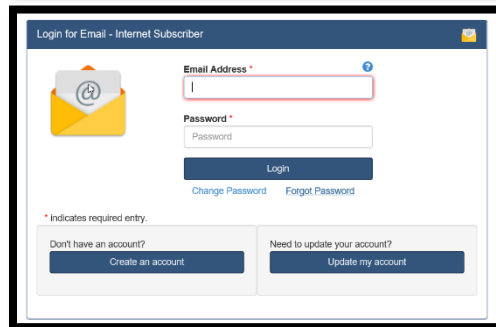 Login for Email - Internet Subscriber
@
Email Address *
?
Password *
Password
Login
Change Password Forgot Password
* indicates required entry.
Don't have an account? Need to update your account?
Create an account Update my account